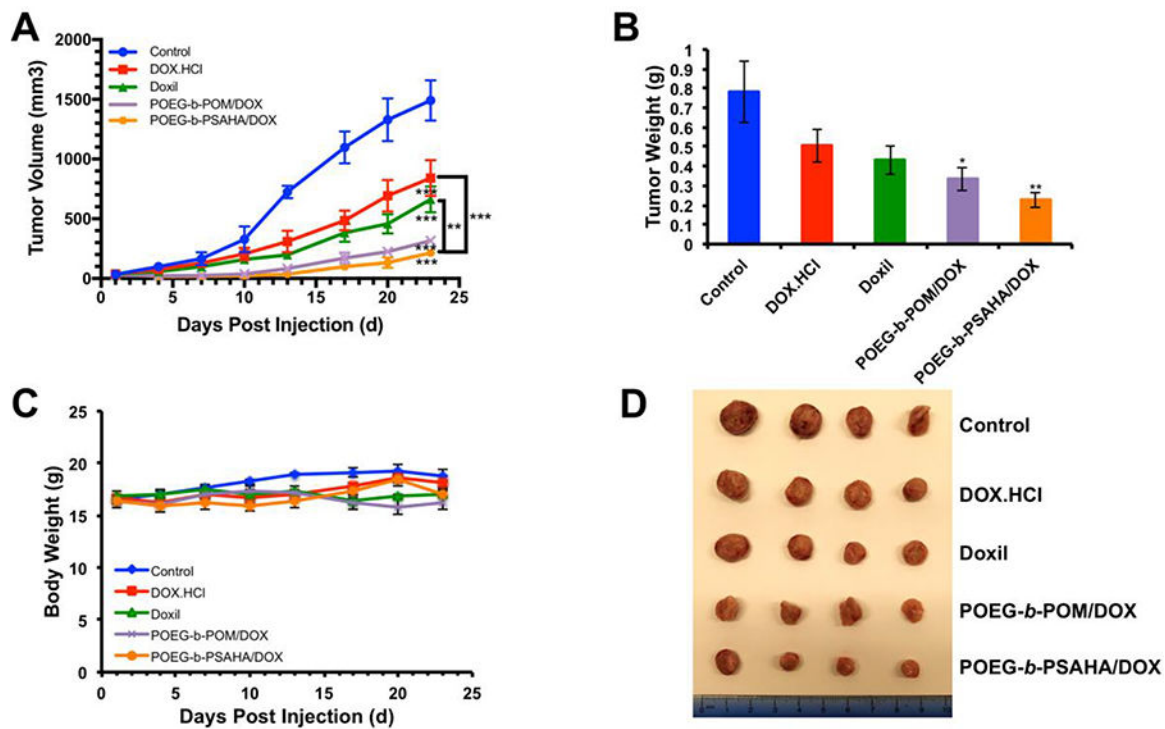 A
Tumor Volume (mm3)
2000
1500
1000
500
0
Control
DOX.HCl
Doxil
POEG-b-POM/DOX
POEG-b-PSAHA/DOX
***
***
***
***
**
***
0 5 10 15 20 25
Days Post Injection (d)
B
Tumor Weight (g)
1
0.9
0.8
0.7
0.6
0.5
0.4
0.3
0.2
0.1
0
*
**
Control
DOX.HCl
Doxil
POEG-b-POM/DOX
POEG-b-PSAHA/DOX
C
Body Weight (g)
25
20
15
10
5
0
Control
DOX.HCl
Doxil
POEG-b-POM/DOX
POEG-b-PSAHA/DOX
0 5 10 15 20 25
Days Post Injection (d)
D
Control
DOX.HCl
Doxil
POEG-b-POM/DOX
POEG-b-PSAHA/DOX